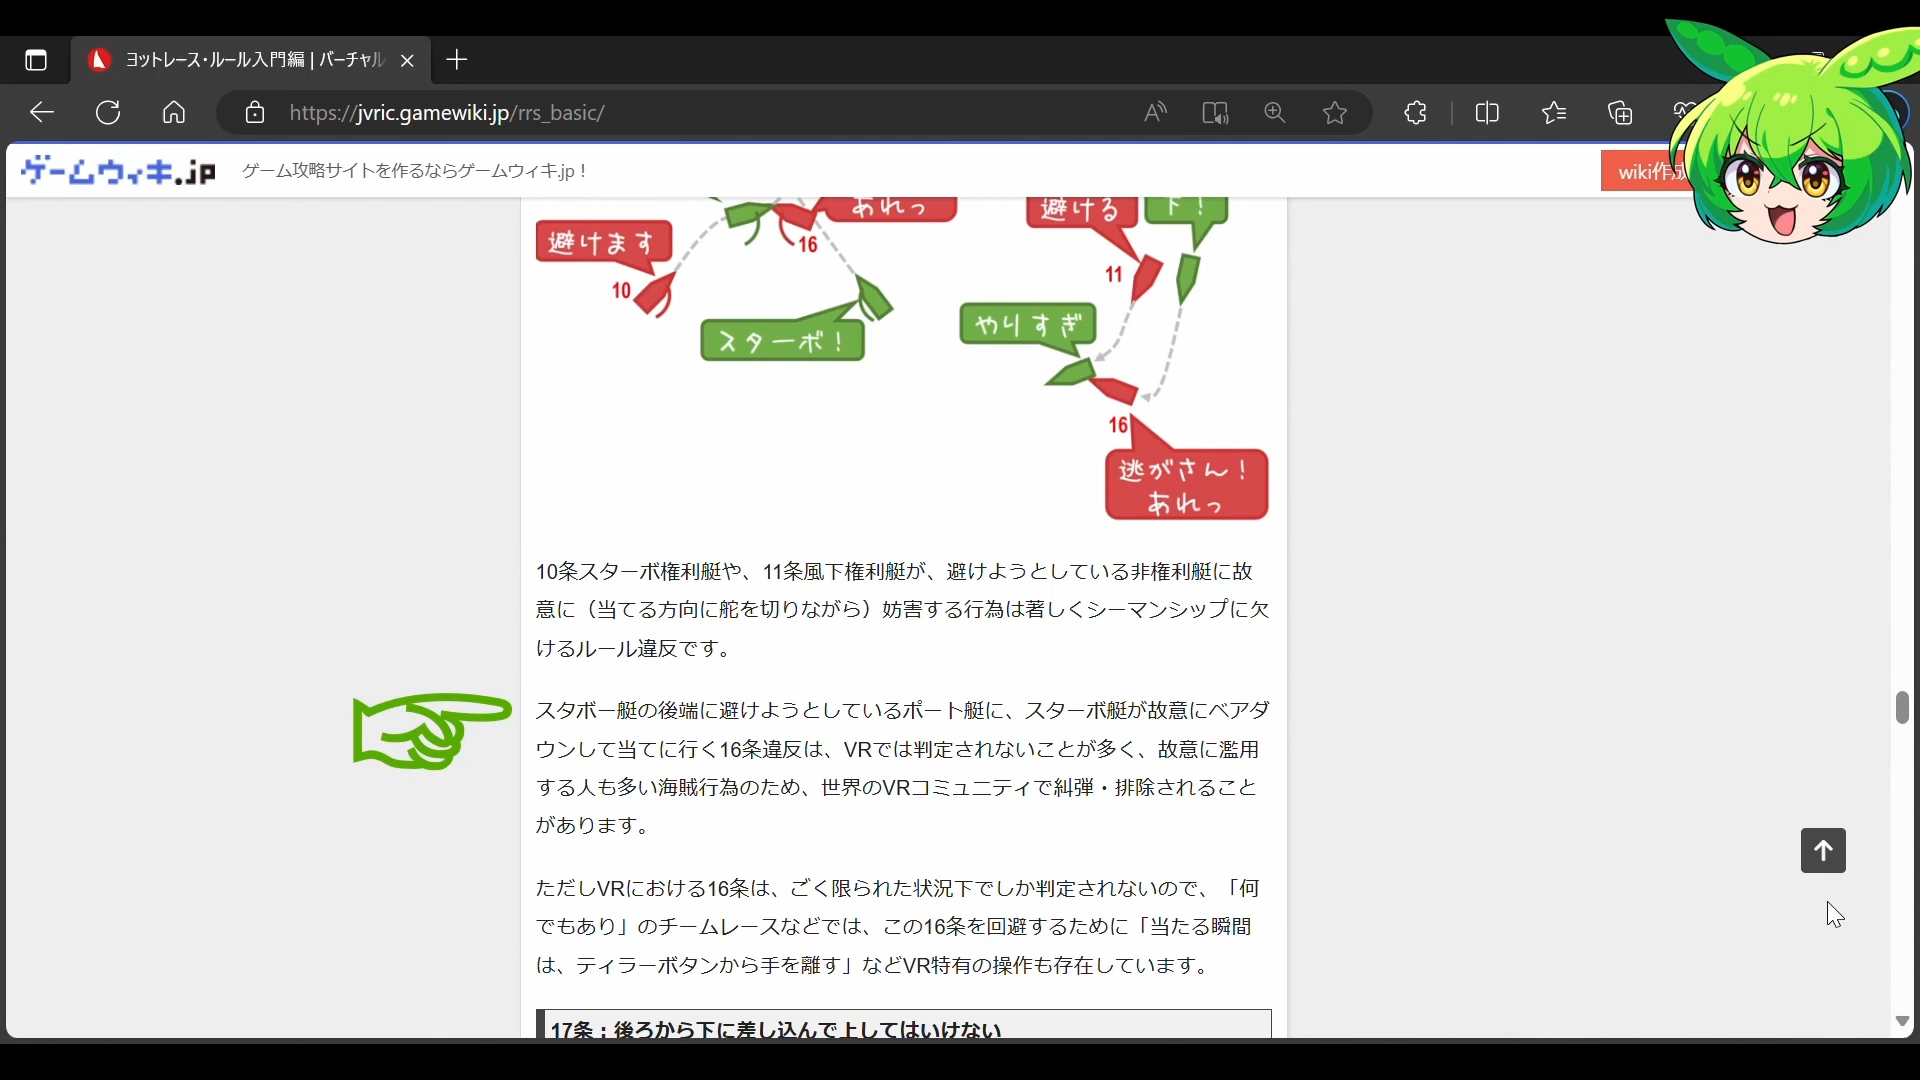 ヨットレース・ルール入門編 | バーチャル
https://jvric.gamewiki.jp/rrs_basic/
ゲームウィキ.jp
ゲーム攻略サイトを作るならゲームウィキ.jp！
wiki作成
あれっ
避ける
下！
避けます
16
10
11
スターボ！
やりすぎ
16
逃がさん！
あれっ
10条スターボ権利艇や、11条風下権利艇が、避けようとしている非権利艇に故
意に（当てる方向に舵を切りながら）妨害する行為は著しくシーマンシップに欠
けるルール違反です。
スタボー艇の後端に避けようとしているポート艇に、スターボ艇が故意にベアダ
ウンして当てに行く16条違反は、VRでは判定されないことが多く、故意に濫用
する人も多い海賊行為のため、世界のVRコミュニティで糾弾・排除されること
があります。
ただしVRにおける16条は、ごく限られた状況下でしか判定されないので、「何
でもあり」のチームレースなどでは、この16条を回避するために「当たる瞬間
は、ティラーボタンから手を離す」などVR特有の操作も存在しています。
17条：後ろから下に差し込んで上してはいけない